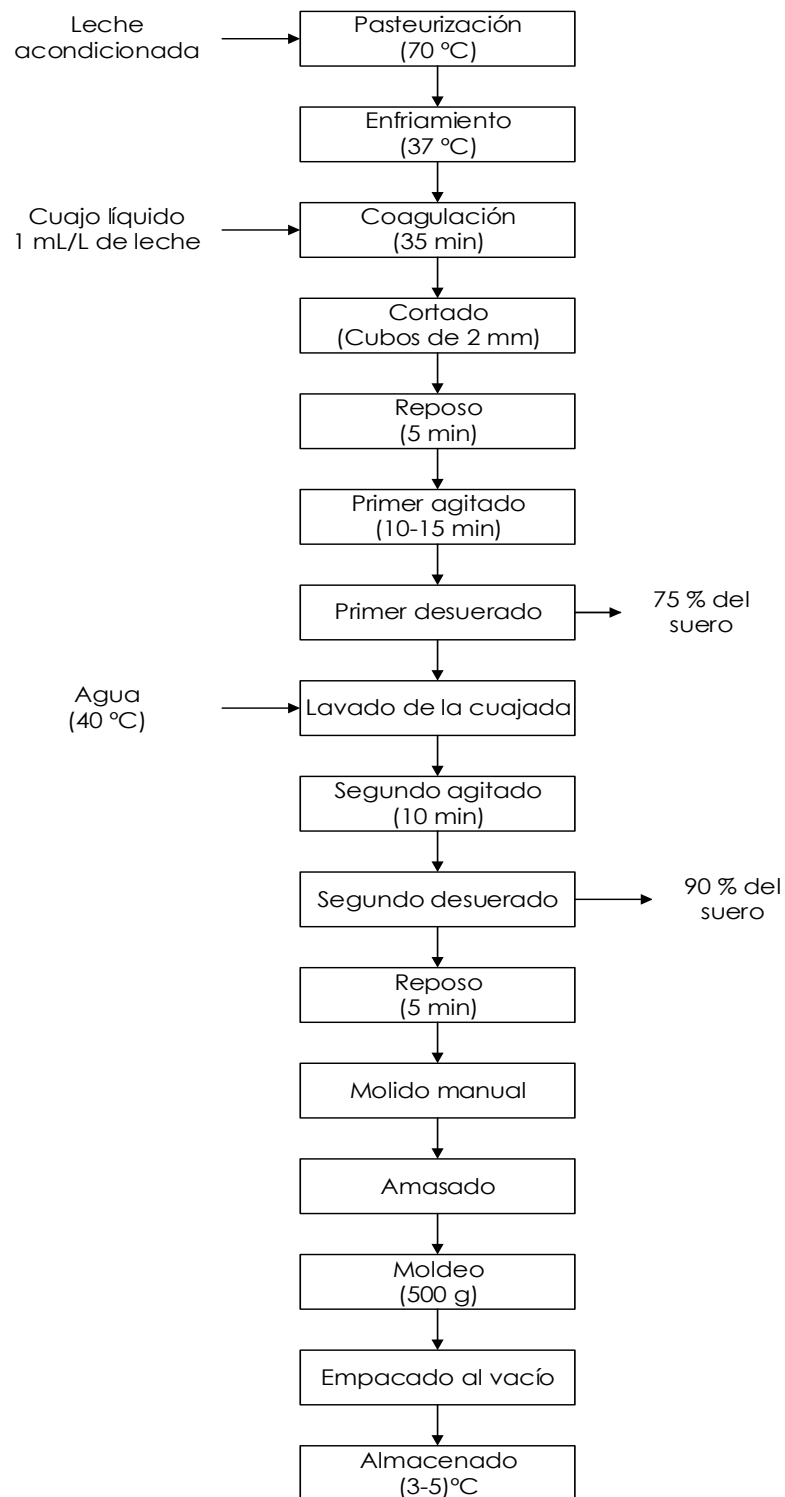 Leche
acondicionada
Pasteurización
(70 °C)
Enfriamiento
(37 °C)
Cuajo líquido
1 mL/L de leche
Coagulación
(35 min)
Cortado
(Cubos de 2 mm)
Reposo
(5 min)
Primer agitado
(10-15 min)
Primer desuerado
75 % del
suero
Agua
(40 °C)
Lavado de la cuajada
Segundo agitado
(10 min)
Segundo desuerado
90 % del
suero
Reposo
(5 min)
Molido manual
Amasado
Moldeo
(500 g)
Empacado al vacío
Almacenado
(3-5)°C